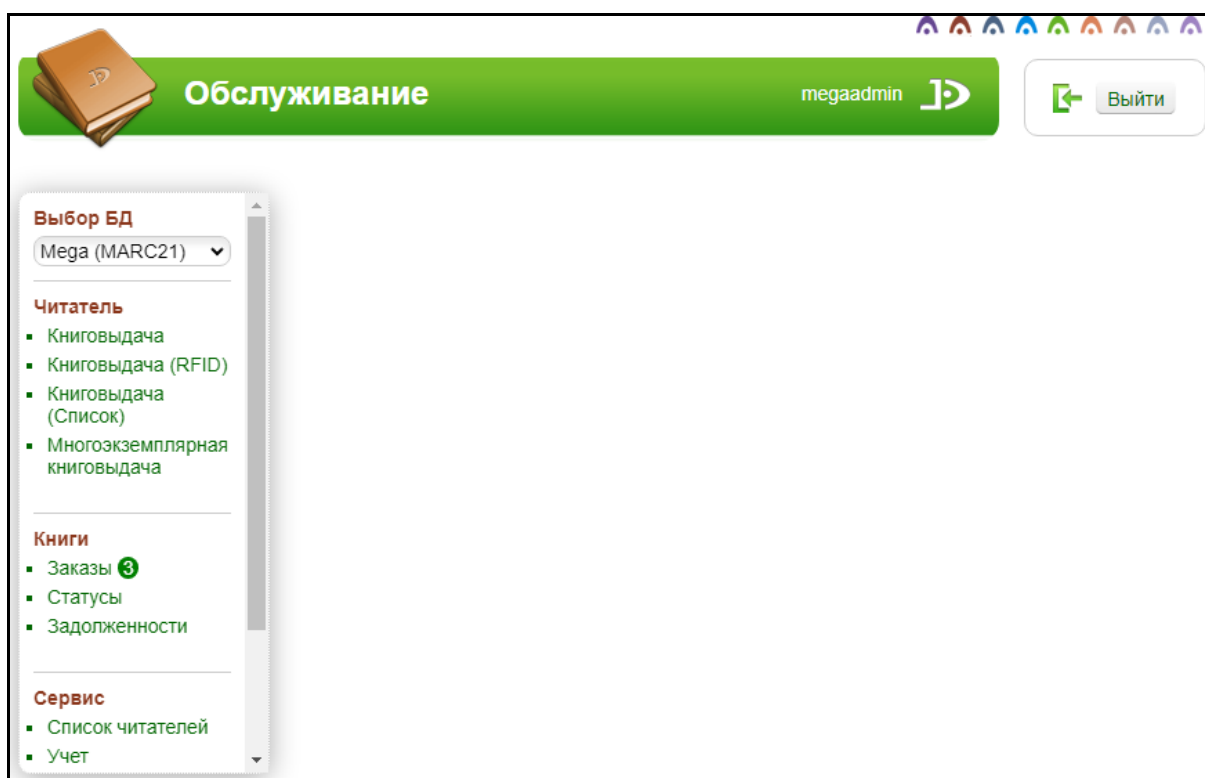 Обслуживание
megaadmin
Выйти
Выбор БД
Mega (MARC21)
Читатель
Книговыдача
Книговыдача (RFID)
Книговыдача
(Список)
Многоэкземплярная
книговыдача
Книги
Заказы 3
Статусы
Задолженности
Сервис
Список читателей
Учет